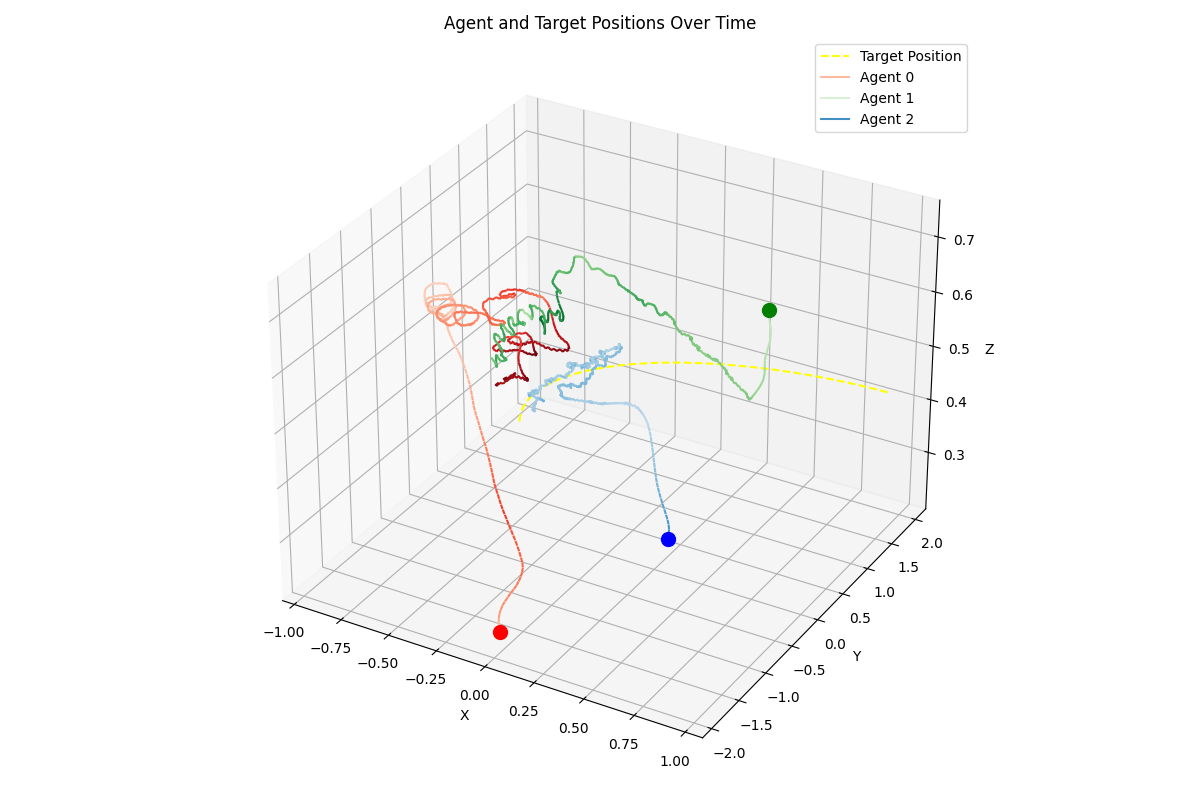 Agent and Target Positions Over Time
Target Position
Agent 0
Agent 1
Agent 2
0.7
0.6
0.5
Z
0.4
0.3
2.0
1.5
1.0
0.5
0.0
Y
−0.5
−1.0
−1.5
−2.0
−1.00
−0.75
−0.50
−0.25
0.00
X
0.25
0.50
0.75
1.00